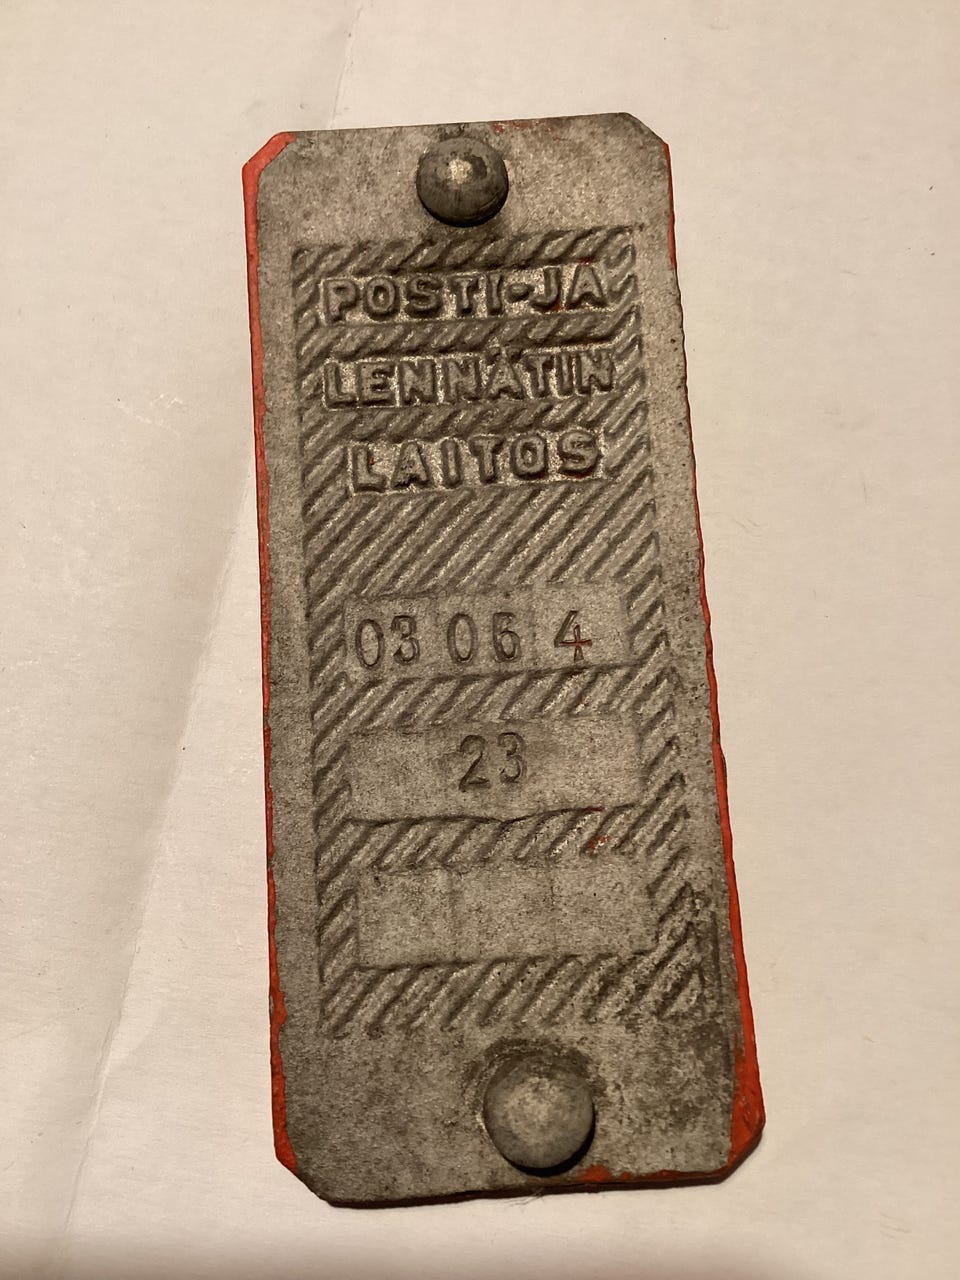 POSTI-JA
LENNÄTIN
LAITOS
03 06 4
23